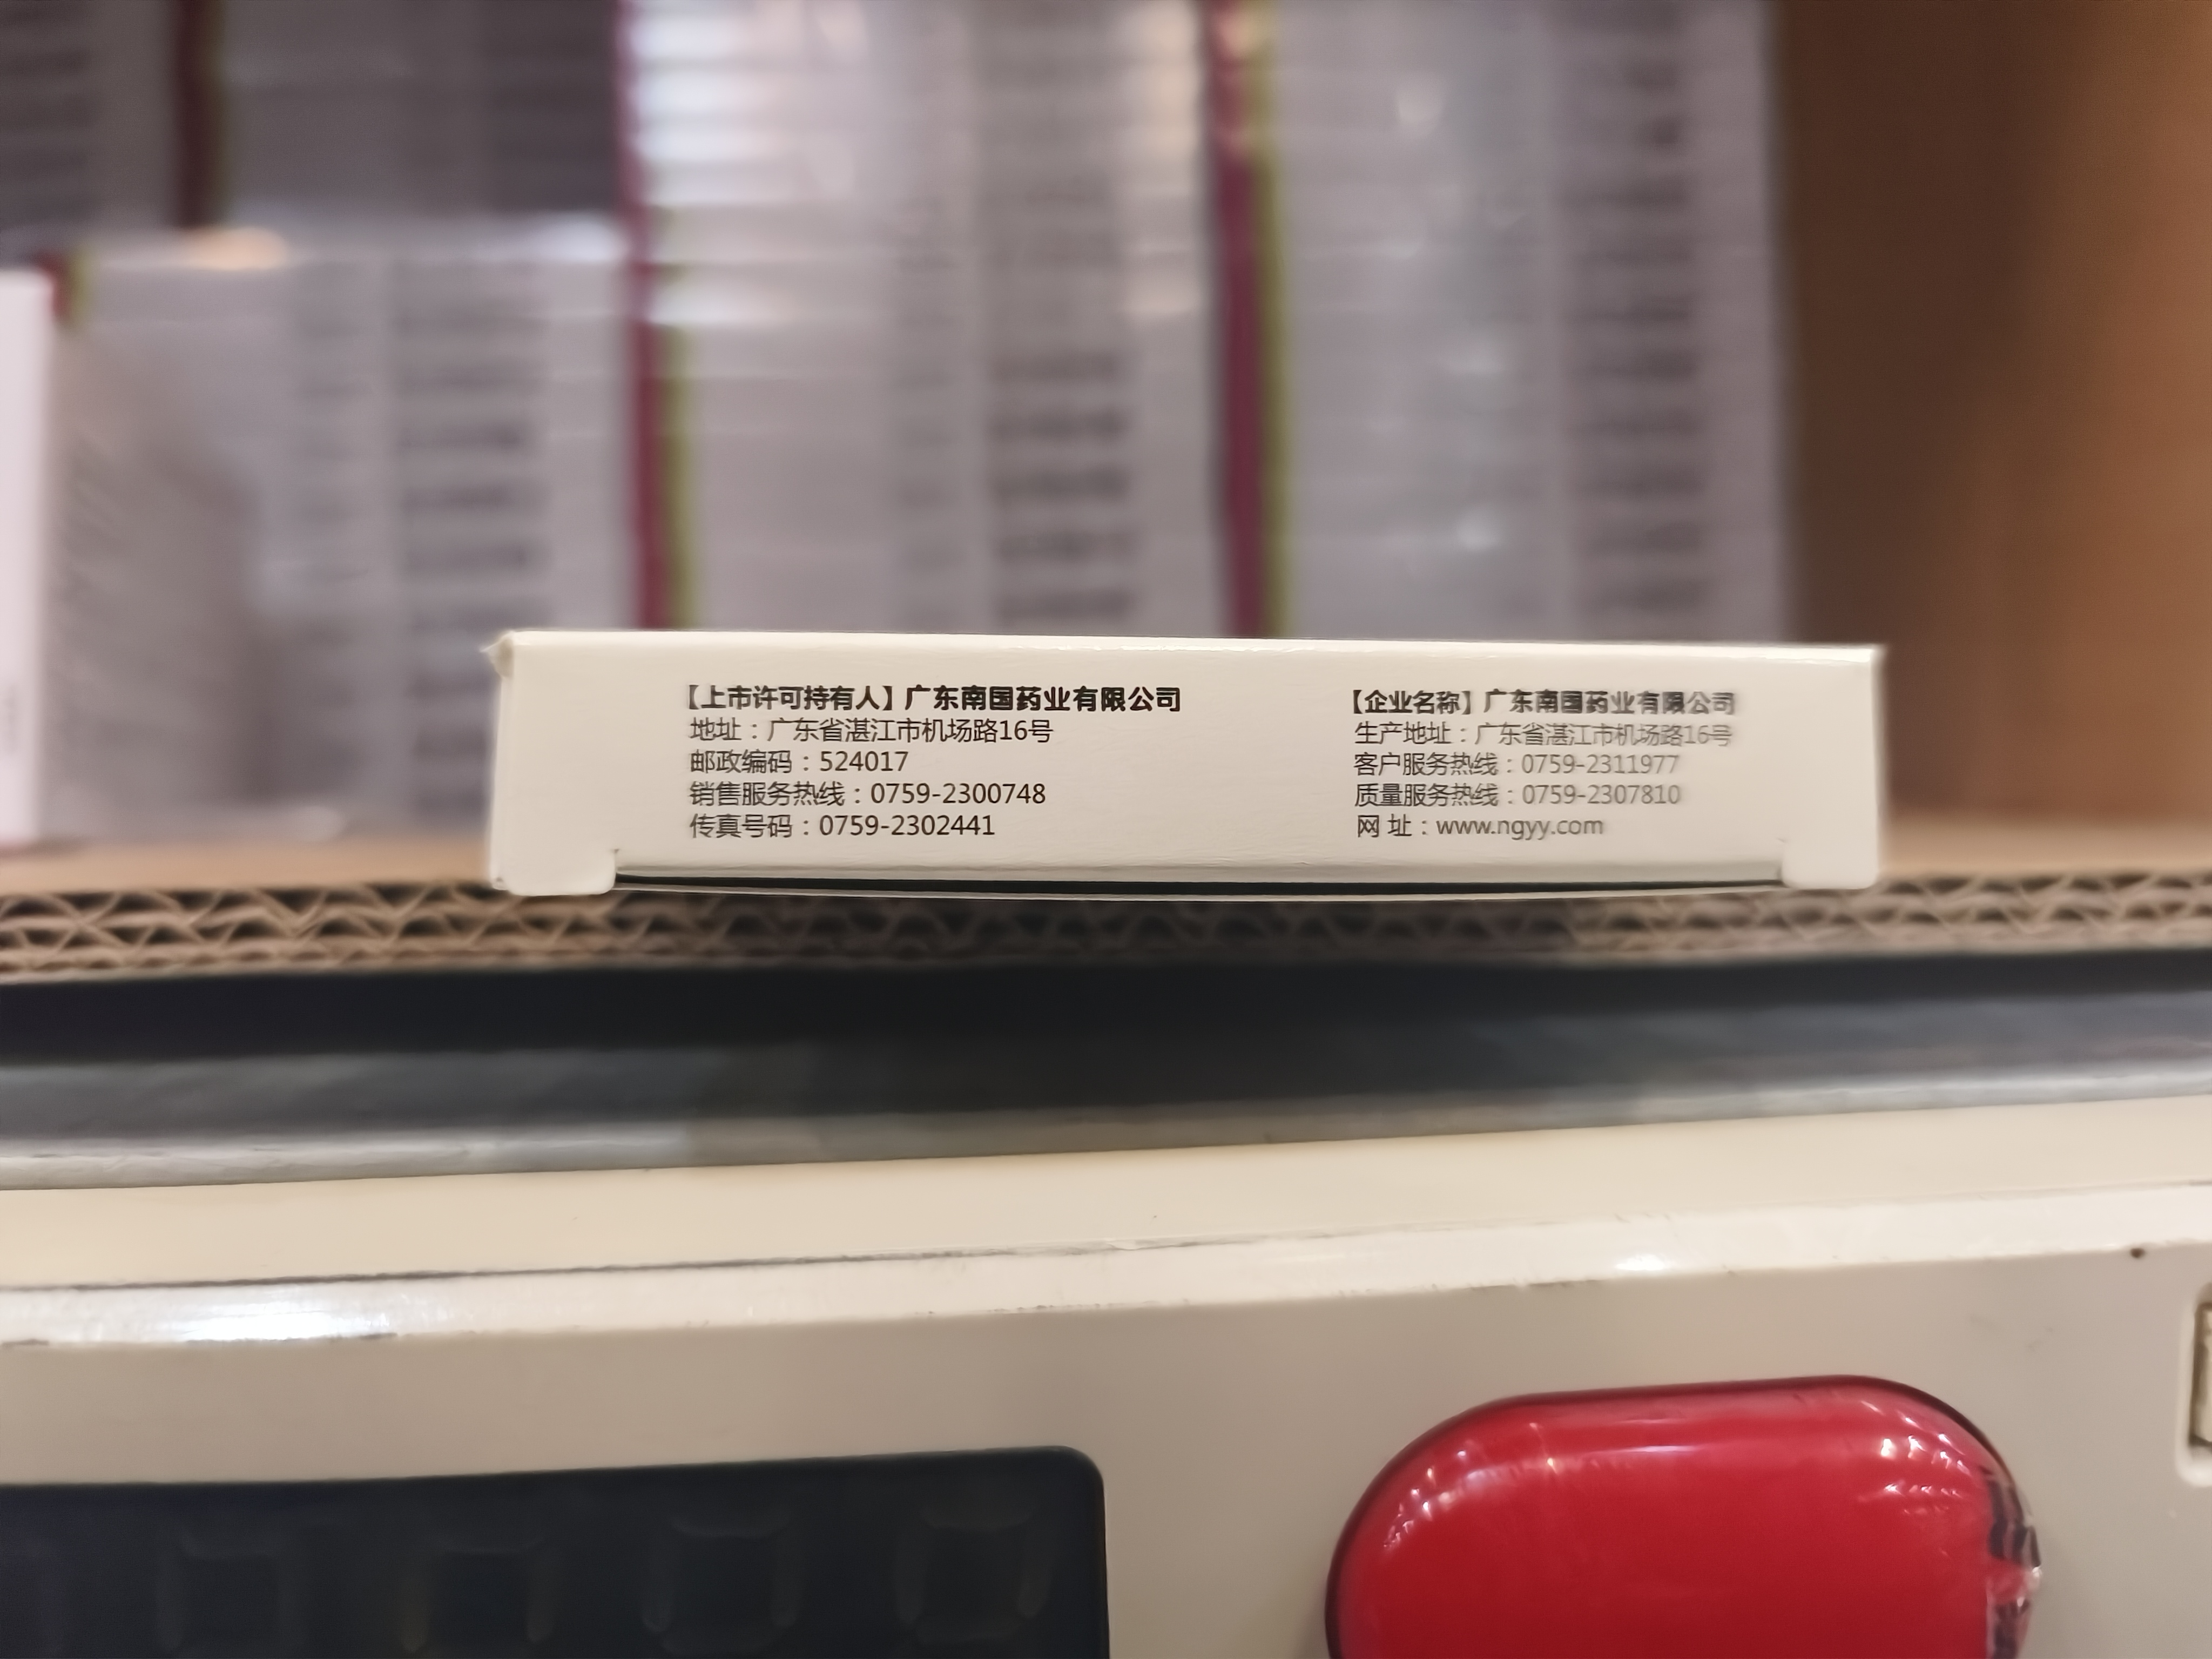 【上市许可持有人】广东南国药业有限公司
地址：广东省湛江市机场路16号
邮政编码：524017
销售服务热线：0759-2300748
传真号码：0759-2302441
【企业名称】广东南国药业有限公司
生产地址：广东省湛江市机场路16号
客户服务热线：0759-2311977
质量服务热线：0759-2307810
网 址：www.ngyy.com